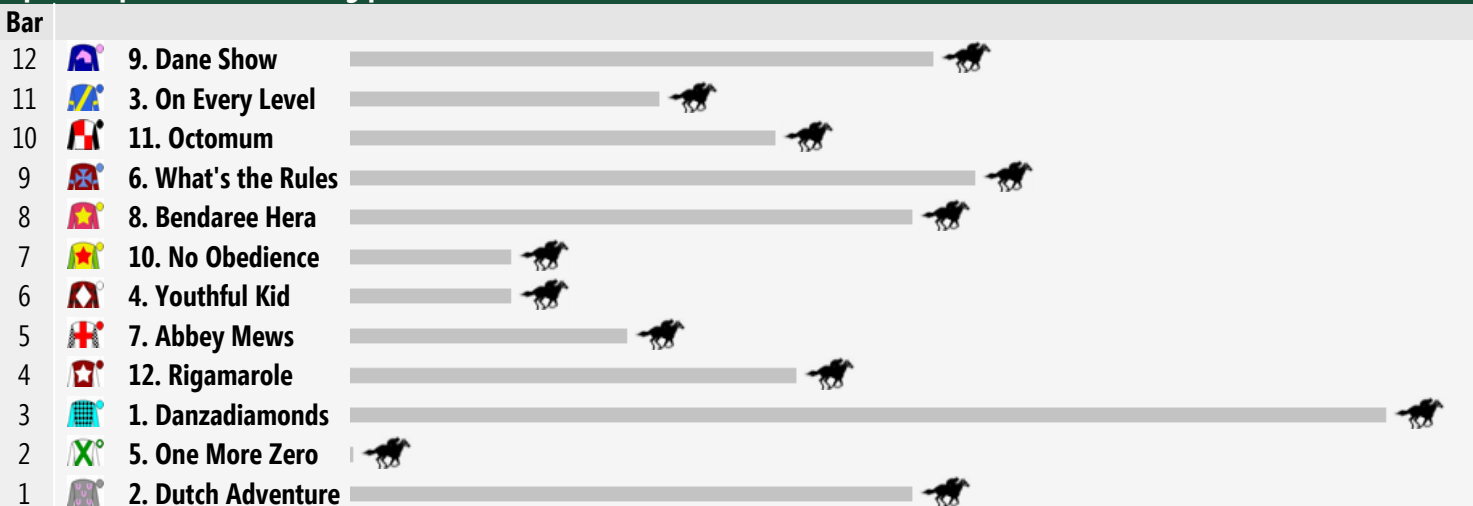 Bar
12 9. Dane Show
11 3. On Every Level
10 11. Octomum
9 6. What's the Rules
8 8. Bendaree Hera
7 10. No Obedience
6 4. Youthful Kid
5 7. Abbey Mews
4 12. Rigamarole
3 1. Danzadiamonds
2 5. One More Zero
1 2. Dutch Adventure